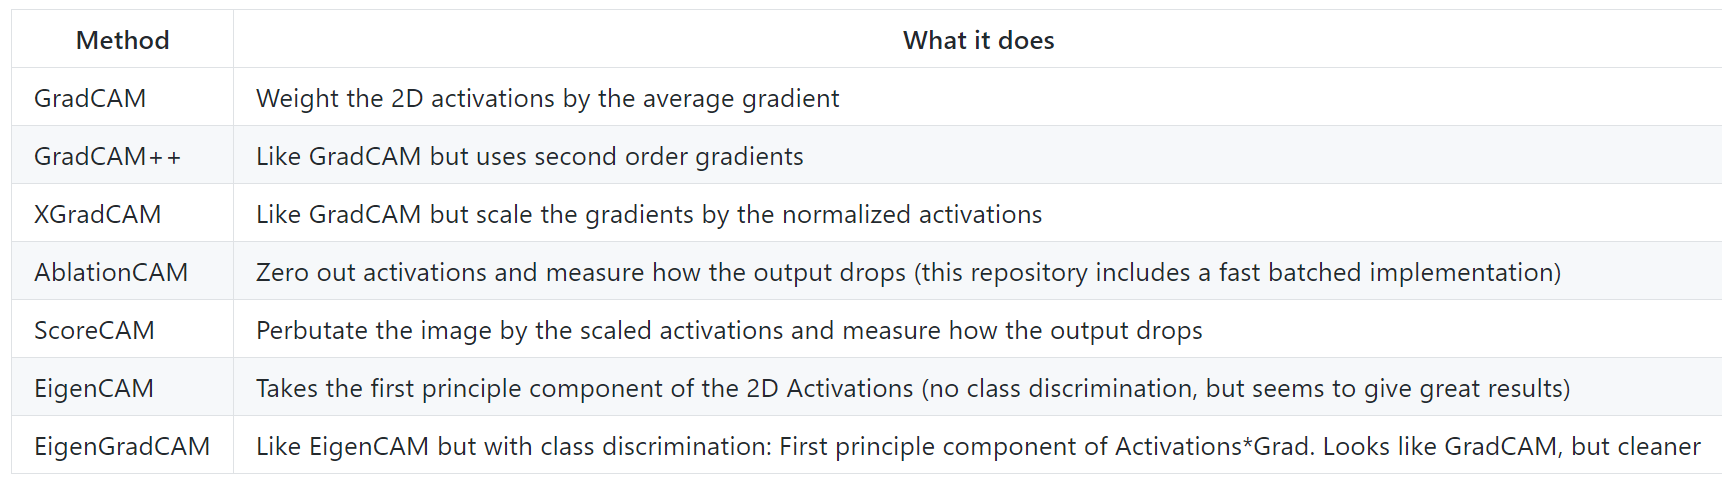 Method What it does
GradCAM Weight the 2D activations by the average gradient
GradCAM++ Like GradCAM but uses second order gradients
XGradCAM Like GradCAM but scale the gradients by the normalized activations
AblationCAM Zero out activations and measure how the output drops (this repository includes a fast batched implementation)
ScoreCAM Perbutate the image by the scaled activations and measure how the output drops
EigenCAM Takes the first principle component of the 2D Activations (no class discrimination, but seems to give great results)
EigenGradCAM Like EigenCAM but with class discrimination: First principle component of Activations*Grad. Looks like GradCAM, but cleaner